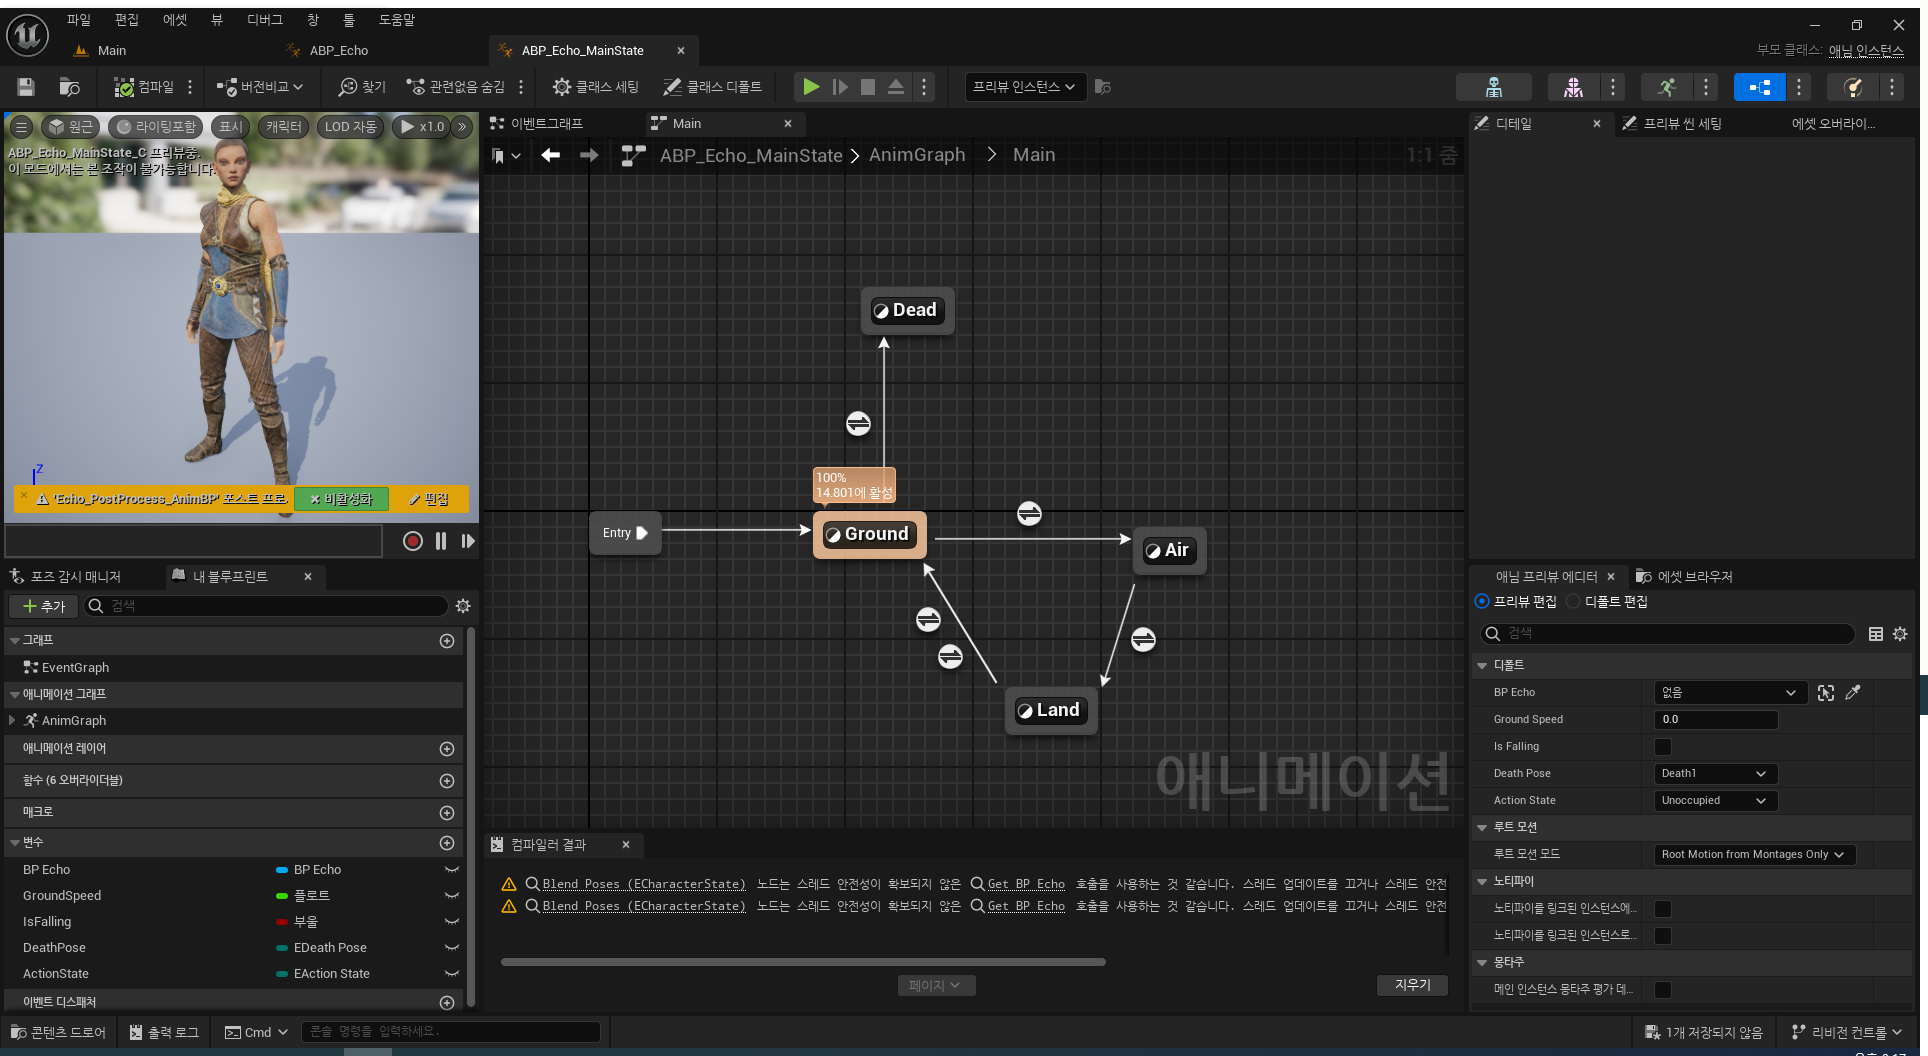 파일 편집 에셋 뷰 디버그 창 툴 도움말
Main ABP_Echo ABP_Echo_MainState
부모 클래스: 애님 인스턴스
컴파일 버전비교 찾기 관련없음 숨김 클래스 세팅 클래스 디폴트 프리뷰 인스턴스
원근 라이팅포함 표시 캐릭터 LOD 자동 x1.0
ABP_Echo_MainState_C 프리뷰중.
이 모드에서는 본 조작이 불가능합니다.
Z
'Echo_PostProcess_AnimBP' 포스트 프로. 비활성화 편집
포즈 감시 매니저 내 블루프린트
추가 검색
그래프
EventGraph
애니메이션 그래프
AnimGraph
애니메이션 레이어
함수 (6 오버라이더블)
매크로
변수
BP Echo BP Echo
GroundSpeed 플로트
IsFalling 부울
DeathPose EDeath Pose
ActionState EAction State
이벤트 디스패처
이벤트그래프 Main
ABP_Echo_MainState AnimGraph Main 1:1 줌
Dead
100%
14.801에 활성
Entry
Ground
Air
Land
애니메이션
컴파일러 결과
Blend Poses (ECharacterState) 노드는 스레드 안전성이 확보되지 않은 Get BP Echo 호출을 사용하는 것 같습니다. 스레드 업데이트를 끄거나 스레드 안전
Blend Poses (ECharacterState) 노드는 스레드 안전성이 확보되지 않은 Get BP Echo 호출을 사용하는 것 같습니다. 스레드 업데이트를 끄거나 스레드 안전
페이지 지우기
디테일 프리뷰 씬 세팅 에셋 오버라이...
애님 프리뷰 에디터 에셋 브라우저
프리뷰 편집 디폴트 편집
검색
디폴트
BP Echo 없음
Ground Speed 0.0
Is Falling
Death Pose Death1
Action State Unoccupied
루트 모션
루트 모션 모드 Root Motion from Montages Only
노티파이
노티파이를 링크된 인스턴스에...
노티파이를 링크된 인스턴스로...
몽타주
메인 인스턴스 몽타주 평가 데...
콘텐츠 드로어 출력 로그 Cmd 콘솔 명령을 입력하세요.
1개 저장되지 않음 리비전 컨트롤